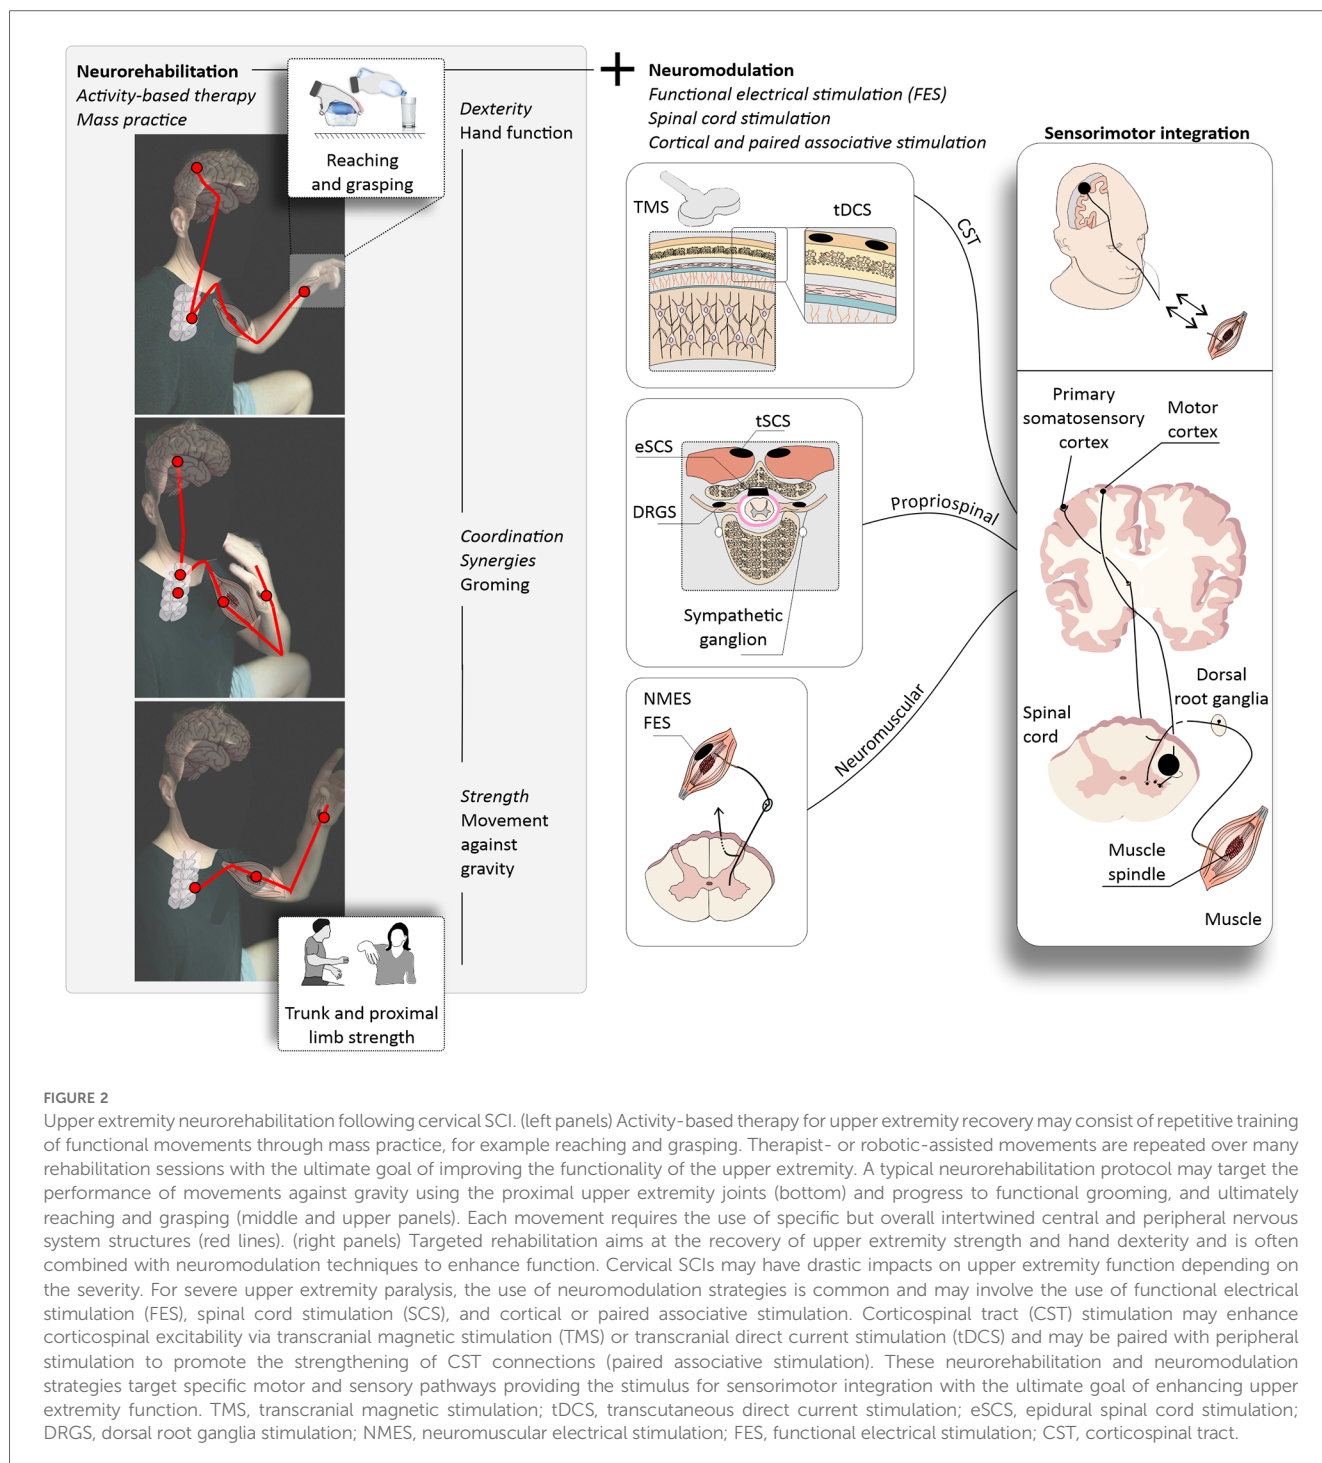 Neurorehabilitation
Activity-based therapy
Mass practice
Reaching
and grasping
Dexterity
Hand function
Coordination
Synergies
Groming
Strength
Movement
against
gravity
Trunk and proximal
limb strength
Neuromodulation
Functional electrical stimulation (FES)
Spinal cord stimulation
Cortical and paired associative stimulation
TMS
tDCS
CST
tSCS
eSCS
DRGS
Sympathetic
ganglion
Propriospinal
NMES
FES
Neuromuscular
Sensorimotor integration
Primary
somatosensory
cortex
Motor
cortex
Dorsal
root ganglia
Spinal
cord
Muscle
spindle
Muscle
FIGURE 2
Upper extremity neurorehabilitation following cervical SCI. (left panels) Activity-based therapy for upper extremity recovery may consist of repetitive training
of functional movements through mass practice, for example reaching and grasping. Therapist- or robotic-assisted movements are repeated over many
rehabilitation sessions with the ultimate goal of improving the functionality of the upper extremity. A typical neurorehabilitation protocol may target the
performance of movements against gravity using the proximal upper extremity joints (bottom) and progress to functional grooming, and ultimately
reaching and grasping (middle and upper panels). Each movement requires the use of specific but overall intertwined central and peripheral nervous
system structures (red lines). (right panels) Targeted rehabilitation aims at the recovery of upper extremity strength and hand dexterity and is often
combined with neuromodulation techniques to enhance function. Cervical SCIs may have drastic impacts on upper extremity function depending on
the severity. For severe upper extremity paralysis, the use of neuromodulation strategies is common and may involve the use of functional electrical
stimulation (FES), spinal cord stimulation (SCS), and cortical or paired associative stimulation. Corticospinal tract (CST) stimulation may enhance
corticospinal excitability via transcranial magnetic stimulation (TMS) or transcranial direct current stimulation (tDCS) and may be paired with peripheral
stimulation to promote the strengthening of CST connections (paired associative stimulation). These neurorehabilitation and neuromodulation
strategies target specific motor and sensory pathways providing the stimulus for sensorimotor integration with the ultimate goal of enhancing upper
extremity function. TMS, transcranial magnetic stimulation; tDCS, transcutaneous direct current stimulation; eSCS, epidural spinal cord stimulation;
DRGS, dorsal root ganglia stimulation; NMES, neuromuscular electrical stimulation; FES, functional electrical stimulation; CST, corticospinal tract.